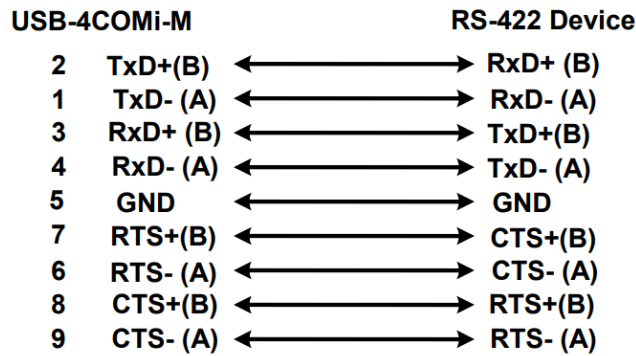 USB-4COMi-M RS-422 Device
2 TxD+(B) RxD+ (B)
1 TxD- (A) RxD- (A)
3 RxD+ (B) TxD+(B)
4 RxD- (A) TxD- (A)
5 GND GND
7 RTS+(B) CTS+(B)
6 RTS- (A) CTS- (A)
8 CTS+(B) RTS+(B)
9 CTS- (A) RTS- (A)